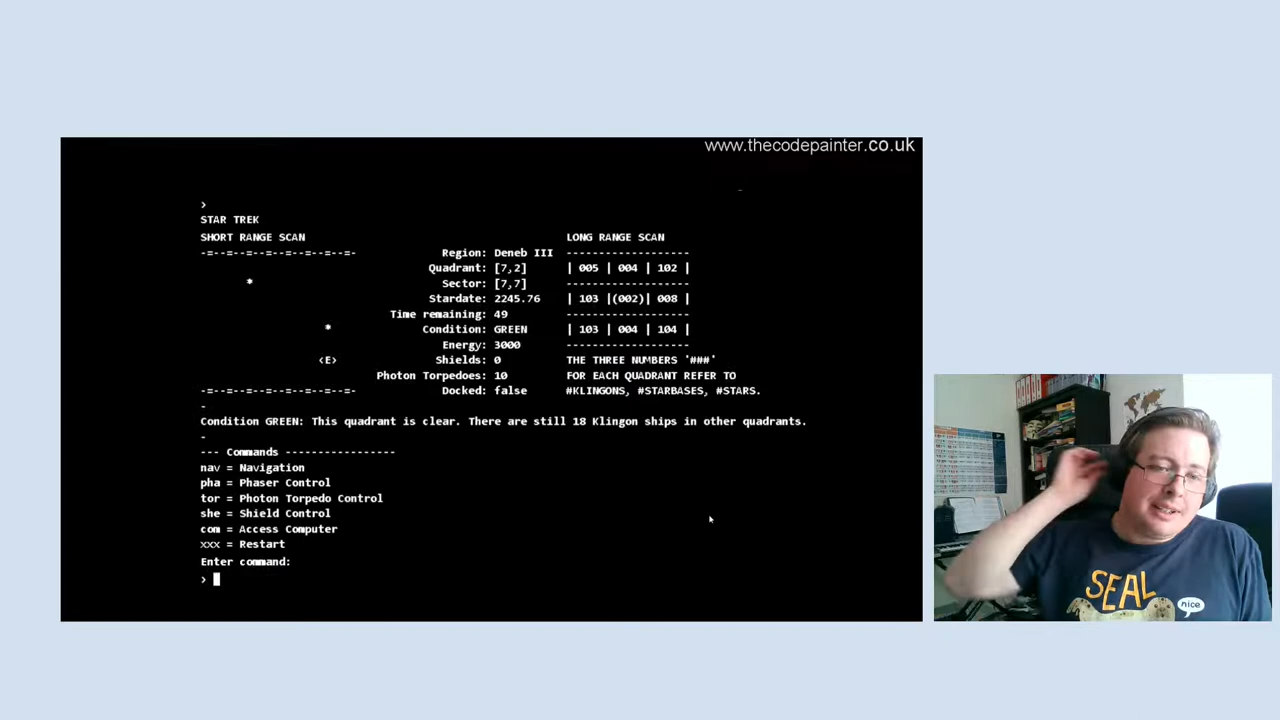 www.thecodepainter.co.uk
>
STAR TREK
SHORT RANGE SCAN LONG RANGE SCAN
-=--=--=--=--=--=--=--=- Region: Deneb III -------------------
Quadrant: [7,2] | 005 | 004 | 102 |
* Sector: [7,7] -------------------
Stardate: 2245.76 | 103 |(002)| 008 |
Time remaining: 49 -------------------
* Condition: GREEN | 103 | 004 | 104 |
Energy: 3000 -------------------
<E> Shields: 0 THE THREE NUMBERS '###'
Photon Torpedoes: 10 FOR EACH QUADRANT REFER TO
-=--=--=--=--=--=--=--=- Docked: false #KLINGONS, #STARBASES, #STARS.
-
Condition GREEN: This quadrant is clear. There are still 18 Klingon ships in other quadrants.
-
--- Commands -----------------
nav = Navigation
pha = Phaser Control
tor = Photon Torpedo Control
she = Shield Control
com = Access Computer
xxx = Restart
Enter command:
>
SEAL
nice